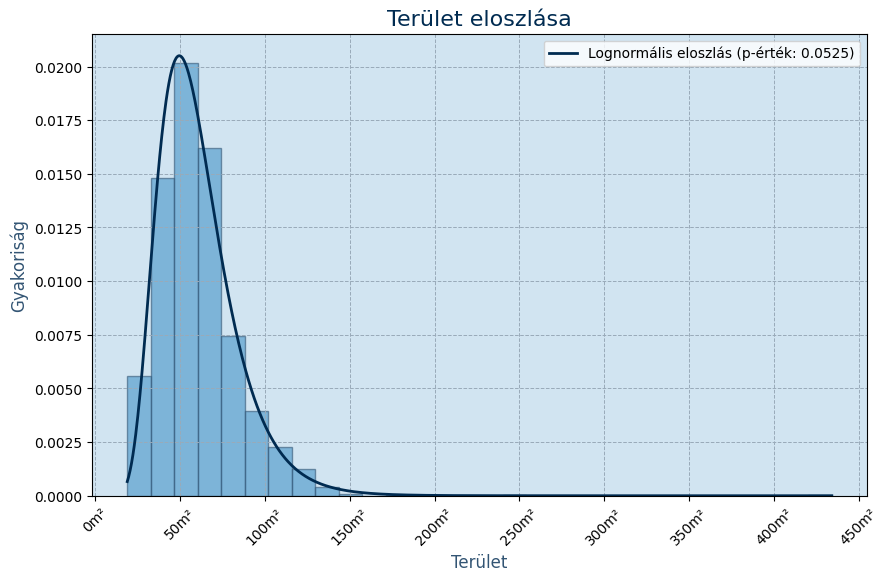 Terület eloszlása
Lognormális eloszlás (p-érték: 0.0525)
Gyakoriság
0.0200
0.0175
0.0150
0.0125
0.0100
0.0075
0.0050
0.0025
0.0000
0m²
50m²
100m²
150m²
200m²
250m²
300m²
350m²
400m²
450m²
Terület